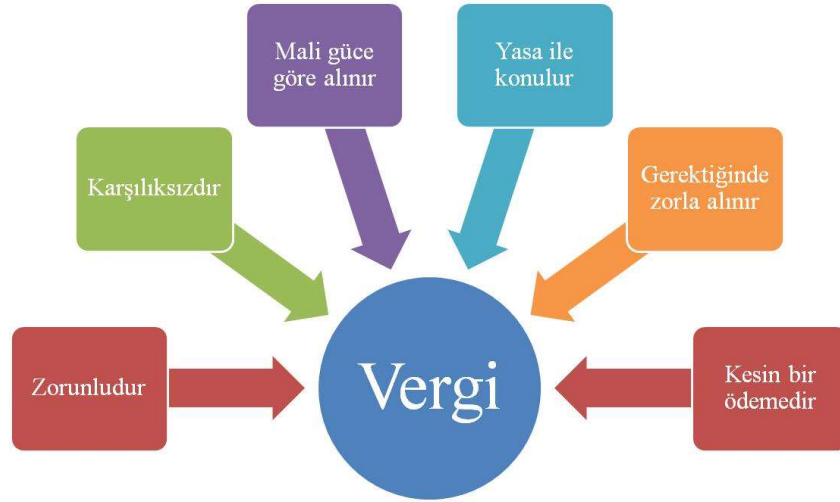 Mali güce
göre alınır
Yasa ile
konulur
Karşılıksızdır
Gerektiğinde
zorla alınır
Zorunludur
Vergi
Kesin bir
ödemedir